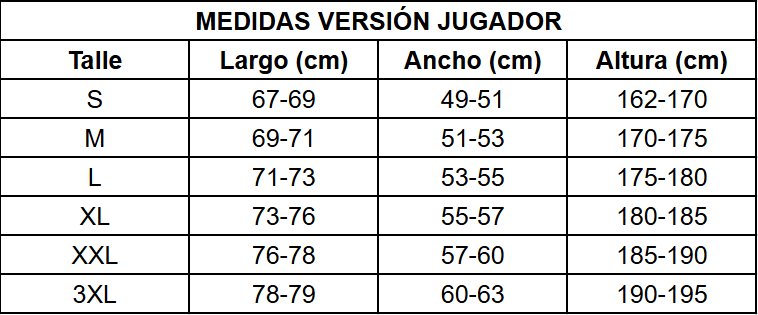 MEDIDAS VERSIÓN JUGADOR
Talle Largo (cm) Ancho (cm) Altura (cm)
S 67-69 49-51 162-170
M 69-71 51-53 170-175
L 71-73 53-55 175-180
XL 73-76 55-57 180-185
XXL 76-78 57-60 185-190
3XL 78-79 60-63 190-195